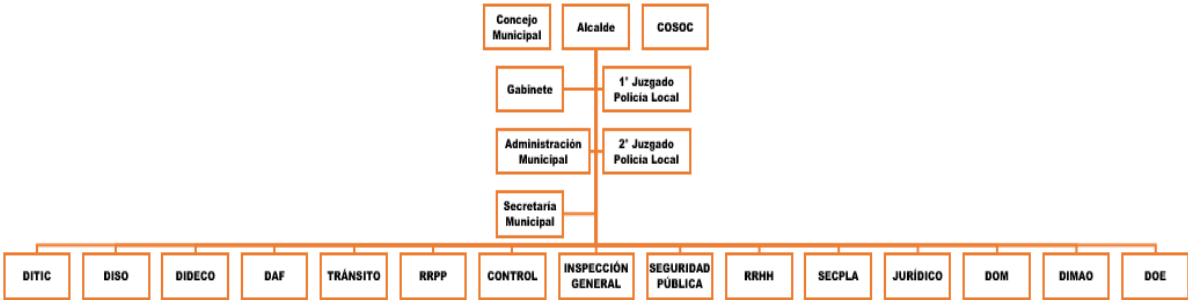 Concejo
Municipal
Alcalde
COSOC
Gabinete
1° Juzgado
Policía Local
Administración
Municipal
2° Juzgado
Policía Local
Secretaría
Municipal
DITIC
DISO
DIDECO
DAF
TRÁNSITO
RRPP
CONTROL
INSPECCIÓN
GENERAL
SEGURIDAD
PÚBLICA
RRHH
SECPLA
JURÍDICO
DOM
DIMAO
DOE